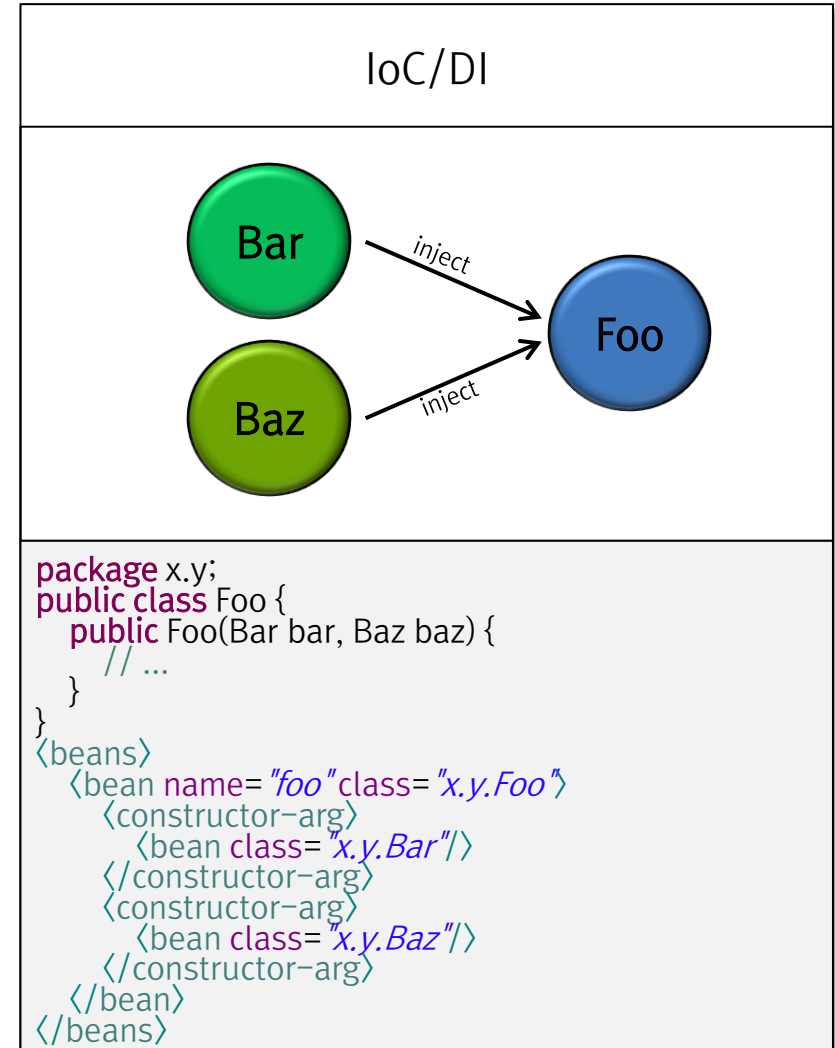 IoC/DI
Bar
inject
Foo
Baz
inject
package x.y;
public class Foo {
public Foo(Bar bar, Baz baz) {
// ...
}
}
〈beans〉
〈bean name="foo" class="x.y.Foo"〉
〈constructor-arg〉
〈bean class="x.y.Bar"/〉
〈/constructor-arg〉
〈constructor-arg〉
〈bean class="x.y.Baz"/〉
〈/constructor-arg〉
〈/bean〉
〈/beans〉